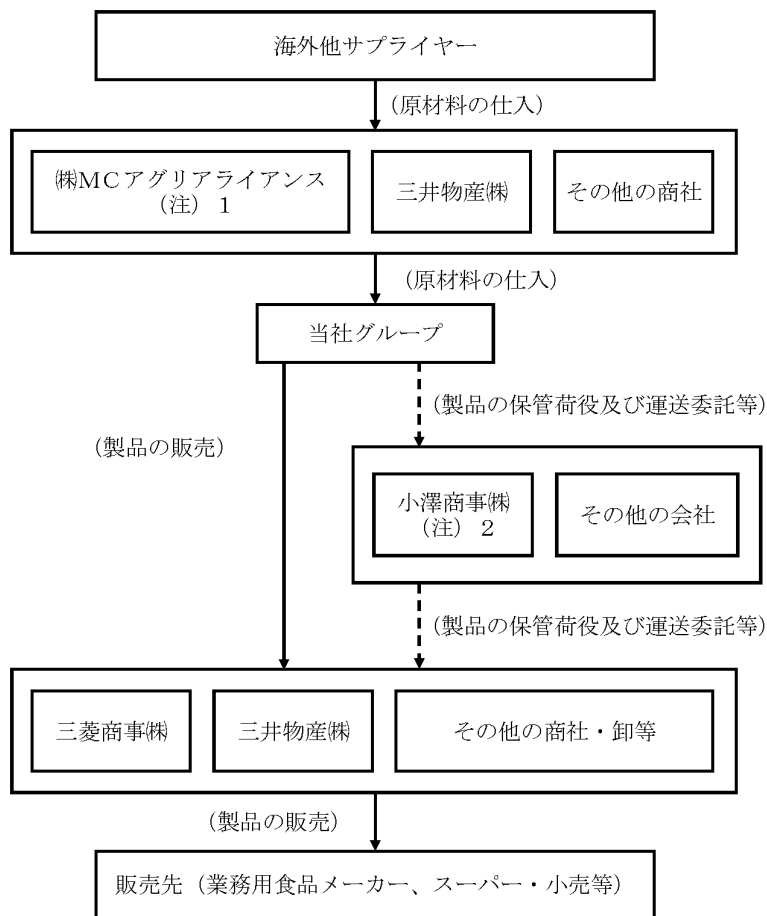 海外他サプライヤー
（原材料の仕入）
㈱ＭＣアグリアライアンス
（注）１
三井物産㈱
その他の商社
（原材料の仕入）
当社グループ
（製品の保管荷役及び運送委託等）
（製品の販売）
小澤商事㈱
（注）２
その他の会社
（製品の保管荷役及び運送委託等）
三菱商事㈱
三井物産㈱
その他の商社・卸等
（製品の販売）
販売先（業務用食品メーカー、スーパー・小売等）